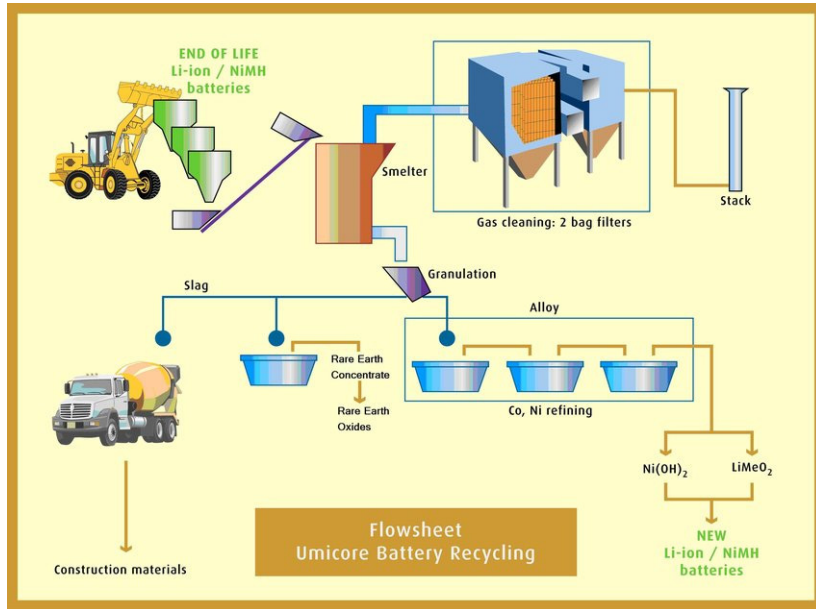 END OF LIFE
Li-ion / NiMH
batteries
Smelter
Gas cleaning: 2 bag filters
Stack
Granulation
Slag
Alloy
Rare Earth
Concentrate
Rare Earth
Oxides
Co, Ni refining
Ni(OH)₂
LiMeO₂
Construction materials
Flowsheet
Umicore Battery Recycling
NEW
Li-ion / NiMH
batteries